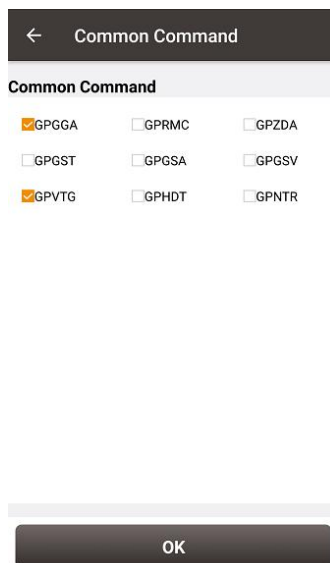 Common Command
Common Command
GPGGA GPRMC GPZDA
GPGST GPGSA GPGSV
GPVTG GPHDT GPNTR
OK